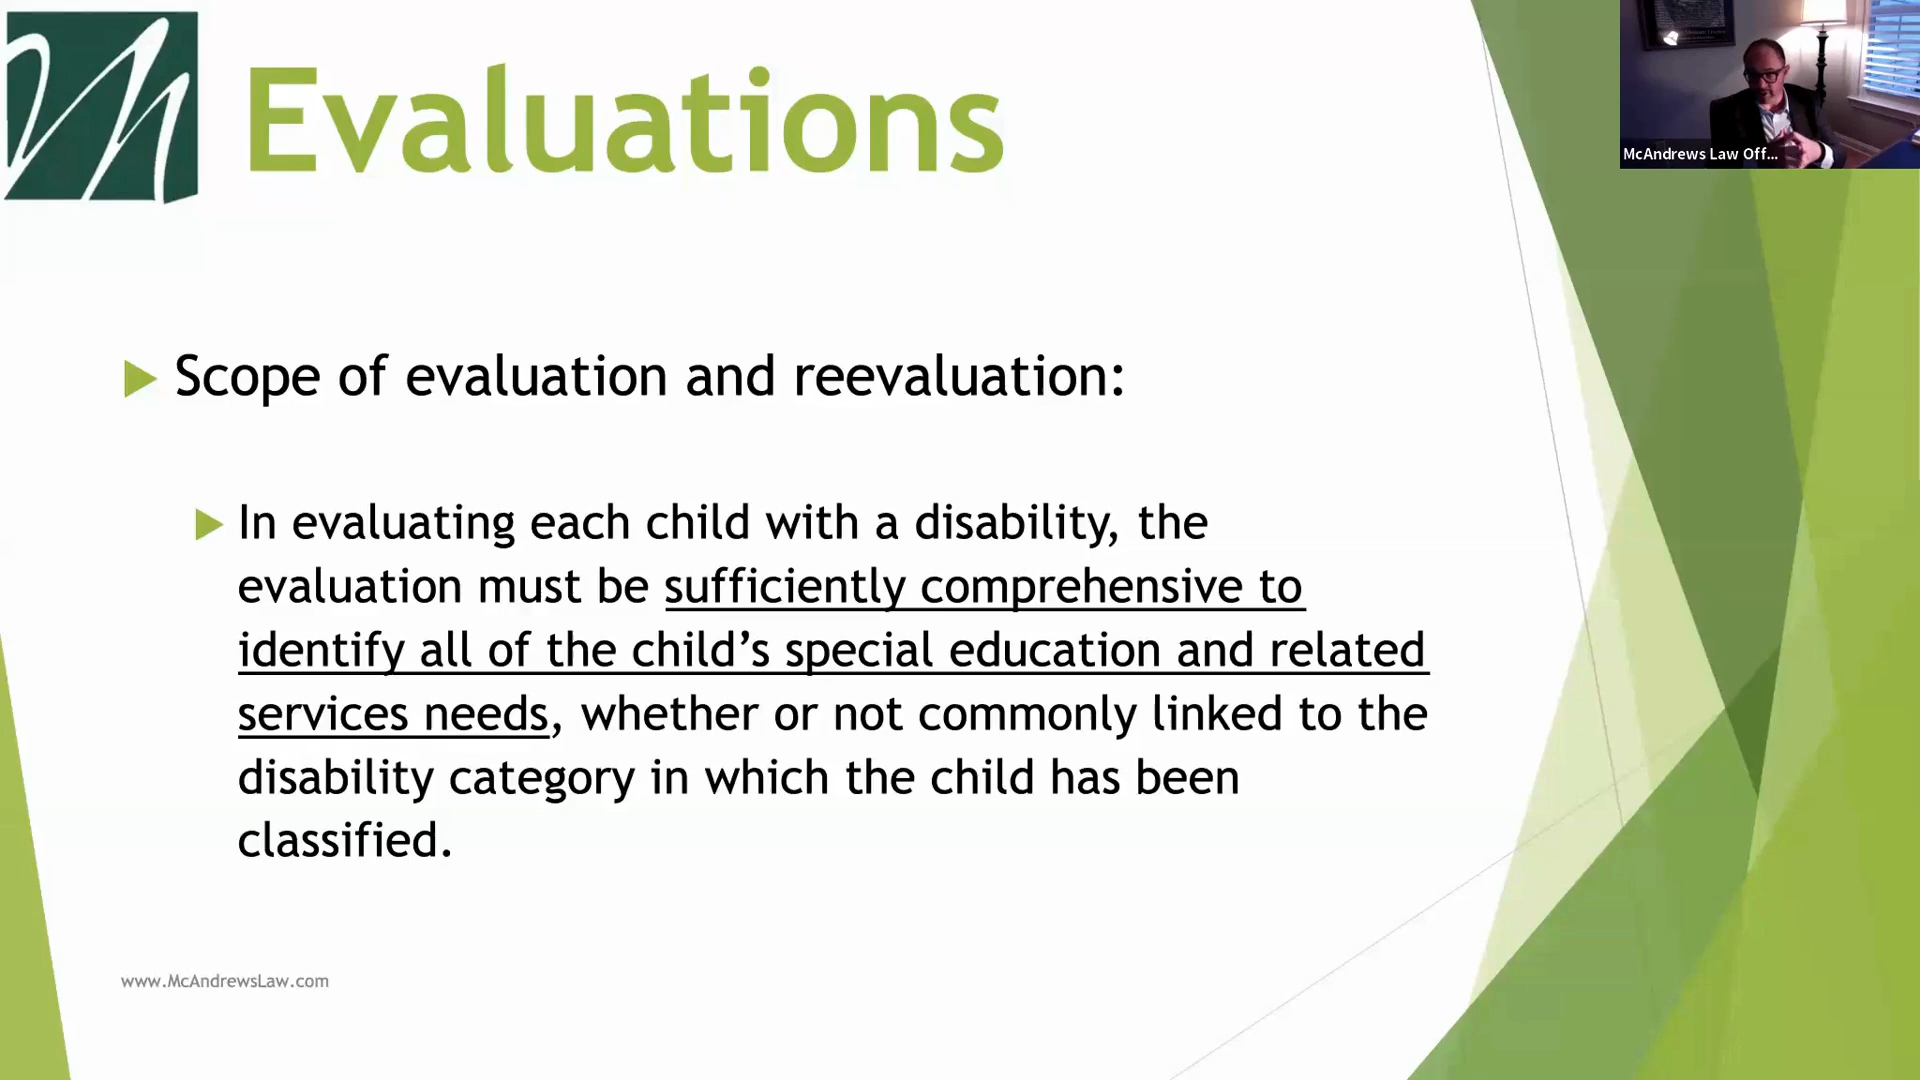 Evaluations
McAndrews Law Off...
Scope of evaluation and reevaluation:
In evaluating each child with a disability, the
evaluation must be sufficiently comprehensive to
identify all of the child’s special education and related
services needs, whether or not commonly linked to the
disability category in which the child has been
classified.
www.McAndrewsLaw.com